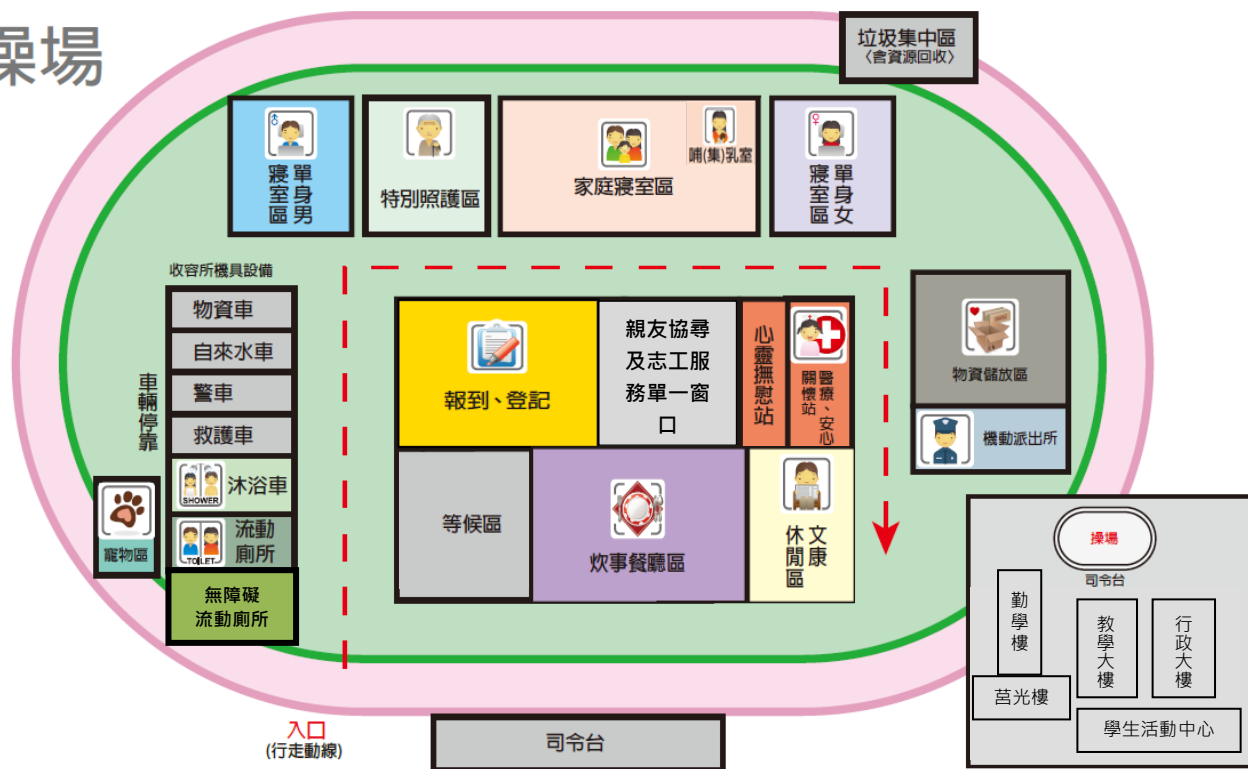 操場
垃圾集中區
〈含資源回收〉
單身男
寢室區
特別照護區
家庭寢室區
哺(集)乳室
單身女
寢室區
收容所機具設備
物資車
自來水車
警車
救護車
車輛停靠
SHOWER
沐浴車
TOILET
流動
廁所
寵物區
無障礙
流動廁所
報到、登記
親友協尋
及志工服
務單一窗
口
心靈撫慰站
醫療、安心
關懷站
等候區
炊事餐廳區
文康
休閒區
物資儲放區
機動派出所
入口
(行走動線)
司令台
操場
司令台
勤學樓
教學大樓
行政大樓
莒光樓
學生活動中心